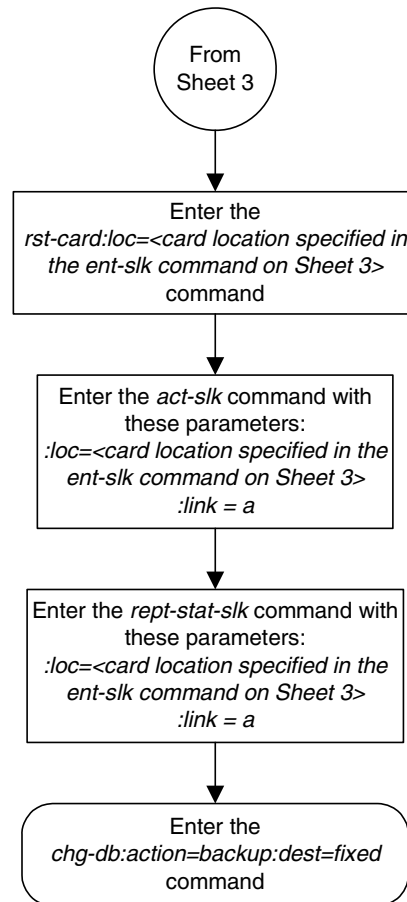 From
Sheet 3
Enter the
rst-card:loc=<card location specified in
the ent-slk command on Sheet 3>
command
Enter the act-slk command with
these parameters:
:loc=<card location specified in the
ent-slk command on Sheet 3>
:link = a
Enter the rept-stat-slk command with
these parameters:
:loc=<card location specified in the
ent-slk command on Sheet 3>
:link = a
Enter the
chg-db:action=backup:dest=fixed
command